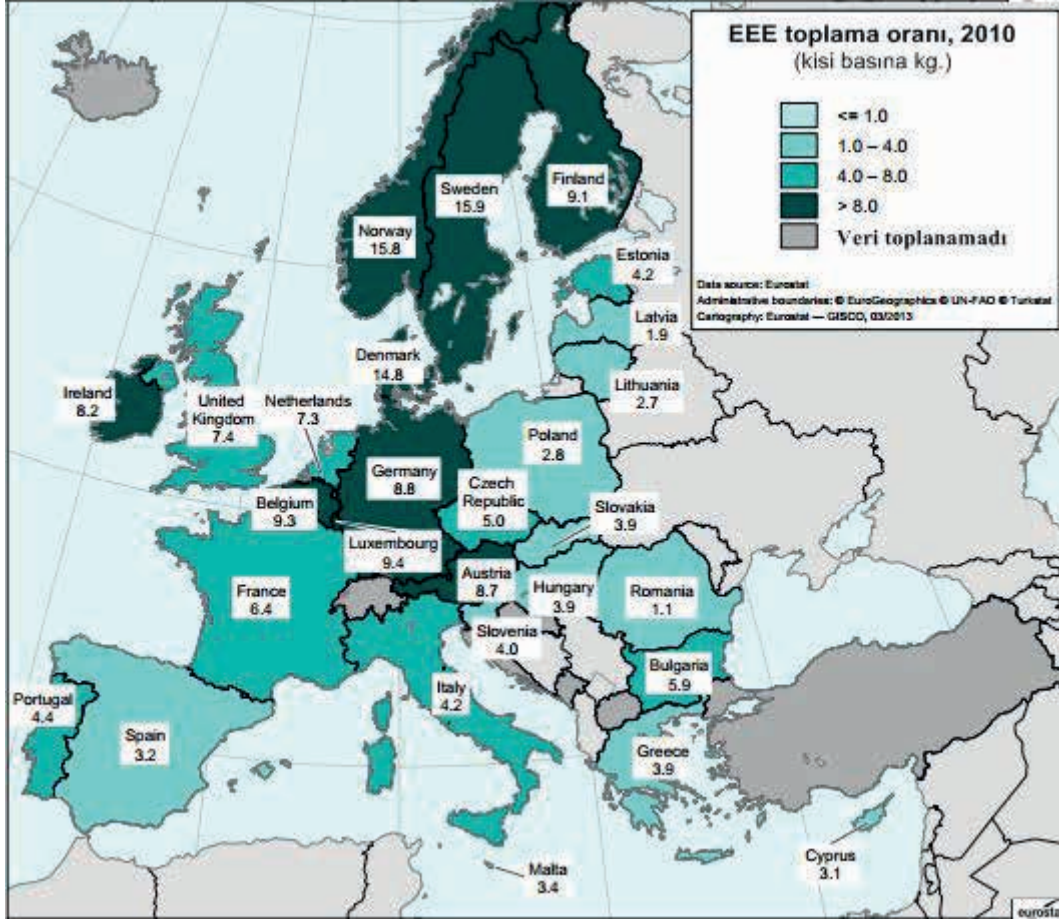 EEE toplama oranı, 2010
(kisi basına kg.)
<= 1.0
1.0 – 4.0
4.0 – 8.0
> 8.0
Veri toplanamadı
Data source: Eurostat
Administrative boundaries: © EuroGeographics © UN-FAO © Turkstat
Cartography: Eurostat — GISCO, 03/2013
Finland
9.1
Sweden
15.9
Norway
15.8
Estonia
4.2
Latvia
1.9
Denmark
14.8
Lithuania
2.7
Ireland
8.2
United
Kingdom
7.4
Netherlands
7.3
Poland
2.8
Germany
8.8
Czech
Republic
5.0
Belgium
9.3
Slovakia
3.9
Luxembourg
9.4
Austria
8.7
Hungary
3.9
Romania
1.1
France
6.4
Slovenia
4.0
Bulgaria
5.9
Italy
4.2
Portugal
4.4
Spain
3.2
Greece
3.9
Malta
3.4
Cyprus
3.1
eurosta